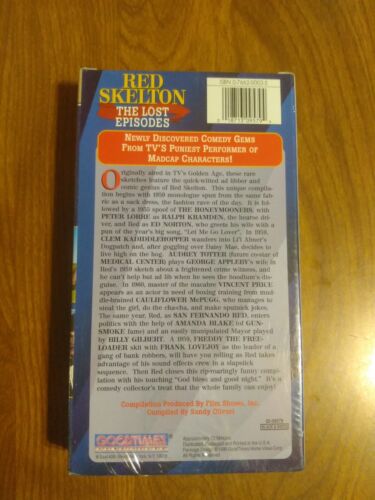 RED
SKELTON
THE LOST
EPISODES
ISBN 0-7662-0003-5
NEWLY DISCOVERED COMEDY GEMS
FROM TV'S PUNIEST PERFORMER OF
MADCAP CHARACTERS!
Originally aired in TV's Golden Age, these rare
sketches feature the quick-witted ad libber and
comic genius of Red Skelton. This unique compila-
tion begins with 1959 monologue spun from the same fab-
ric as a sack dress, the fashion rave of the day. It is fol-
lowed by a 1955 spoof of THE HONEYMOONERS, with
PETER LORRE as RALPH KRAMDEN, the hearse dri-
ver, and Red as ED NORTON, who greets his wife with a
pun of the year's big song, "Let Me Go Lover". In 1959,
CLEM KADIDDLEHOPPER wanders into Li'l Abner's
Dogpatch and, after goggling over Daisy Mae, decides to
live high on the hog. AUDREY TOTTER (future co-star of
MEDICAL CENTER) plays GEORGE APPLEBY'S wife in
Red's 1959 sketch about a frightened crime witness, and
he can't help but ad lib when he sees the foodlum's dis-
guise. In 1960, master of the macabre VINCENT PRICE
appears as an actor in need of boxing training from mud-
dle-brained CAULIFLOWER McPUGG, who manages to
steal the girl, do the chacha, and make sputnick jokes. The
same year, Red, as SAN FERNANDO RED, enters
politics with the help of AMANDA BLAKE (of GUN-
SMOKE fame) and an easily manipulated Mayor played
by BILLY GILBERT. A 1959, FREDDY THE FREE-
LOADER skit with FRANK LOVEJOY as the leader of a
gang of bank robbers, will have you reeling as Red takes
advantage of his sound effects crew in a slapstick
sequence. Then Red closes this rip-roaring funny compi-
lation with his touching "God bless and good night". It's a
comedy collector's treat that the whole family can enjoy!
Compilation Produced By Film Shows, Inc.
Compiled By Sandy Oliveri
GOODTIMES
BLACK & WHITE